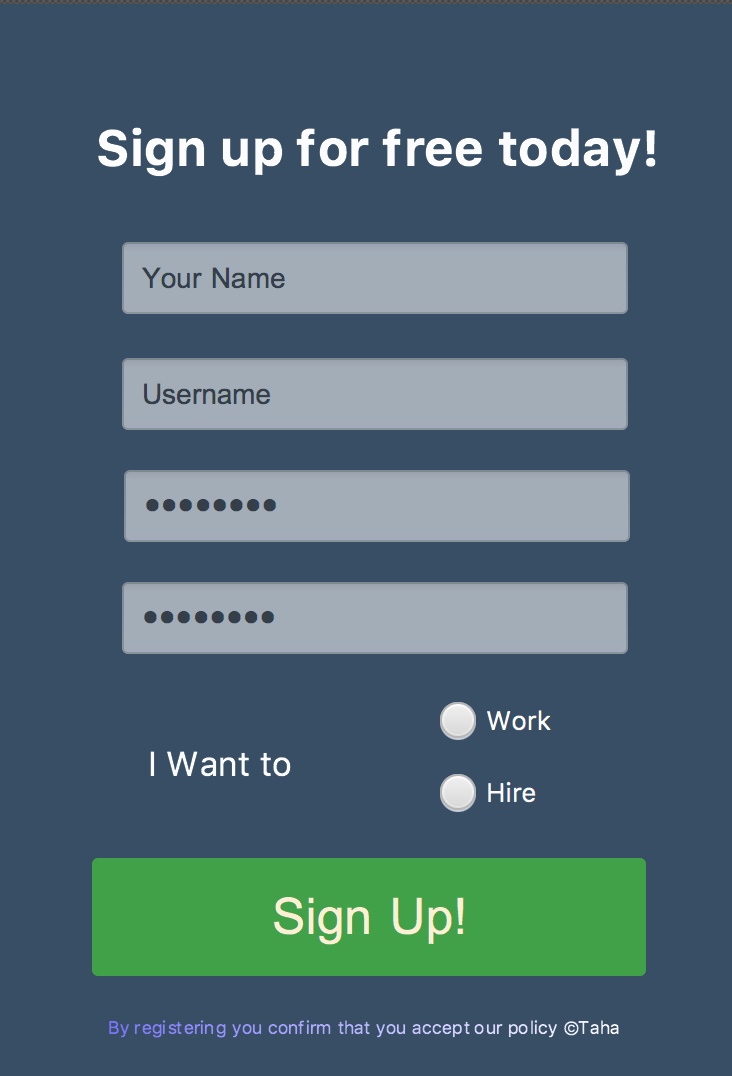 Sign up for free today!
Your Name
Username
••••••••
••••••••
Work
I Want to
Hire
Sign Up!
By registering you confirm that you accept our policy ©Taha